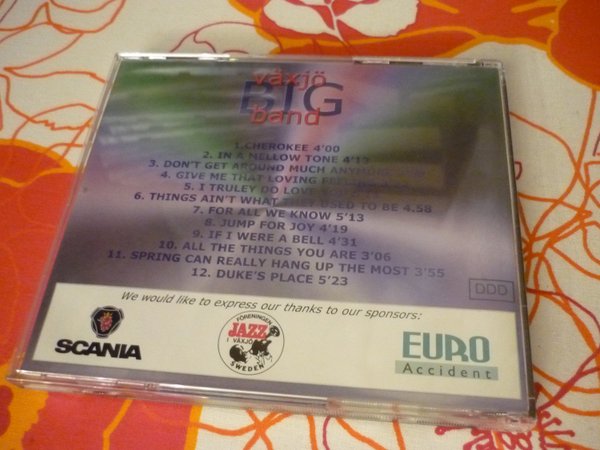 växjö
BIG
band
1.CHEROKEE 4'00
2. IN A MELLOW TONE 4'13
3. DON'T GET AROUND MUCH
4. GIVE ME THAT LOVING
5. I TRULEY DO LOVE
6. THINGS AIN'T WHAT THEY USED TO BE 4.58
7. FOR ALL WE KNOW 5'13
8. JUMP FOR JOY 4'19
9. IF I WERE A BELL 4'31
10. ALL THE THINGS YOU ARE 3'06
11. SPRING CAN REALLY HANG UP THE MOST 3'55
12. DUKE'S PLACE 5'23
DDD
We would like to express our thanks to our sponsors:
SCANIA
FÖRENINGEN
JAZZ
I VÄXJÖ
SWEDEN
EURO
Accident